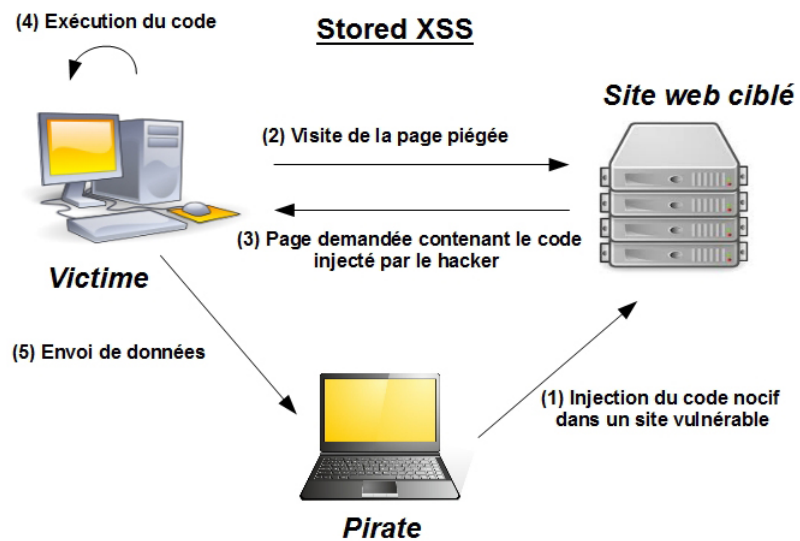 (4) Exécution du code
Stored XSS
Site web ciblé
(2) Visite de la page piégée
(3) Page demandée contenant le code
injecté par le hacker
Victime
(5) Envoi de données
(1) Injection du code nocif
dans un site vulnérable
Pirate